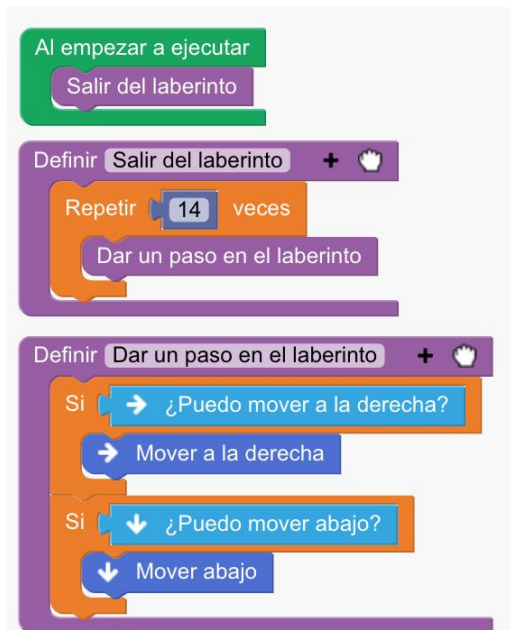 Al empezar a ejecutar
Salir del laberinto
Definir Salir del laberinto +
Repetir 14 veces
Dar un paso en el laberinto
Definir Dar un paso en el laberinto +
Si ¿Puedo mover a la derecha?
Mover a la derecha
Si ¿Puedo mover abajo?
Mover abajo